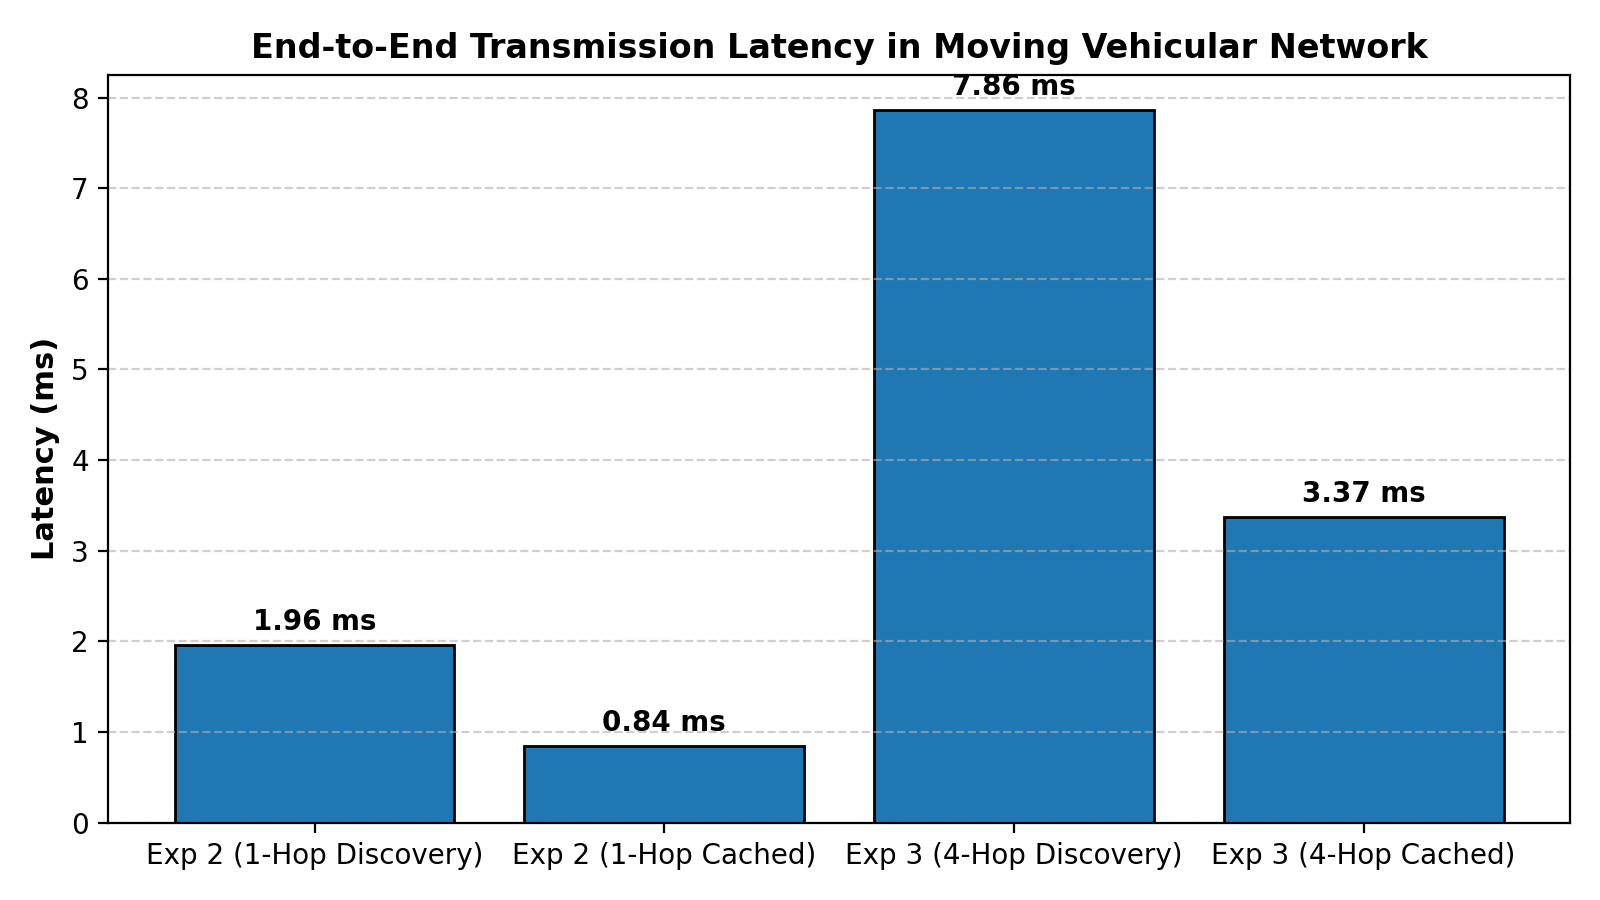 End-to-End Transmission Latency in Moving Vehicular Network
Latency (ms)
8
7
6
5
4
3
2
1
0
1.96 ms
0.84 ms
7.86 ms
3.37 ms
Exp 2 (1-Hop Discovery)
Exp 2 (1-Hop Cached)
Exp 3 (4-Hop Discovery)
Exp 3 (4-Hop Cached)